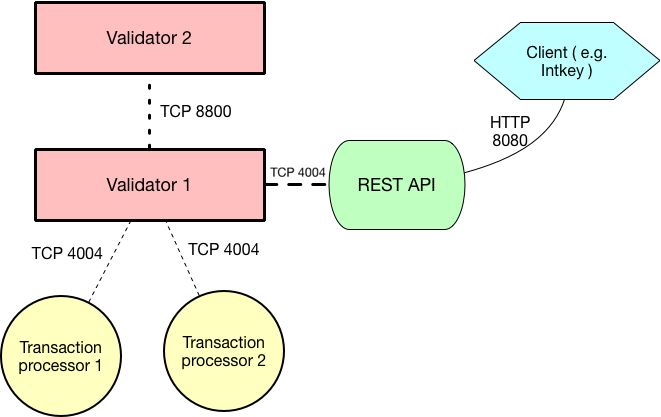 Validator 2
Client ( e.g.
Intkey )
TCP 8800
HTTP
8080
Validator 1
TCP 4004
REST API
TCP 4004
TCP 4004
Transaction
processor 1
Transaction
processor 2